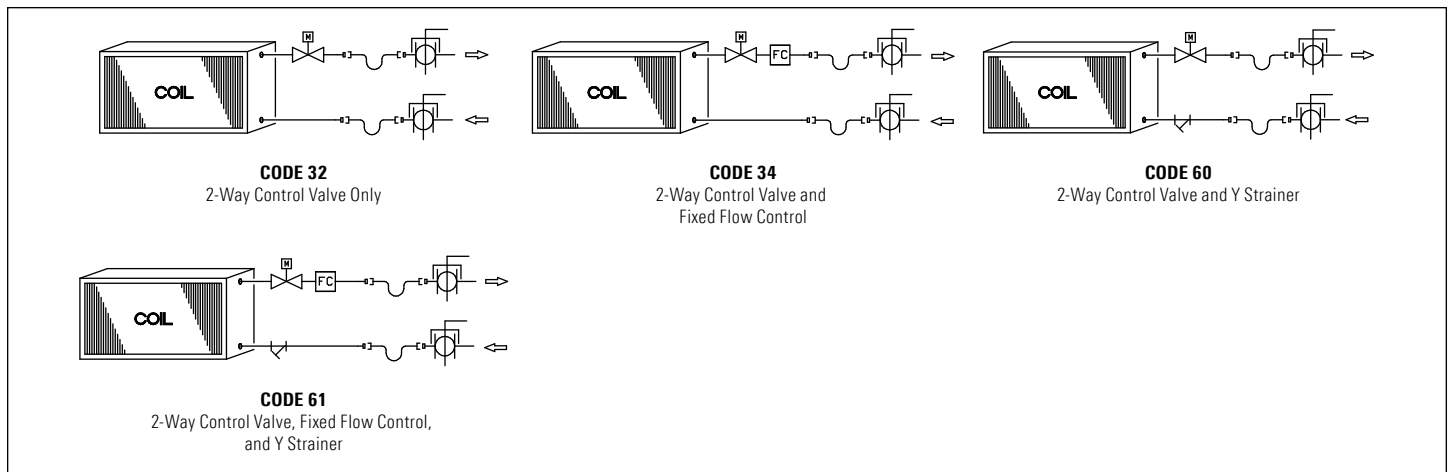 M
COIL
CODE 32
2-Way Control Valve Only
M
FC
COIL
CODE 34
2-Way Control Valve and
Fixed Flow Control
M
COIL
CODE 60
2-Way Control Valve and Y Strainer
M
FC
COIL
CODE 61
2-Way Control Valve, Fixed Flow Control,
and Y Strainer